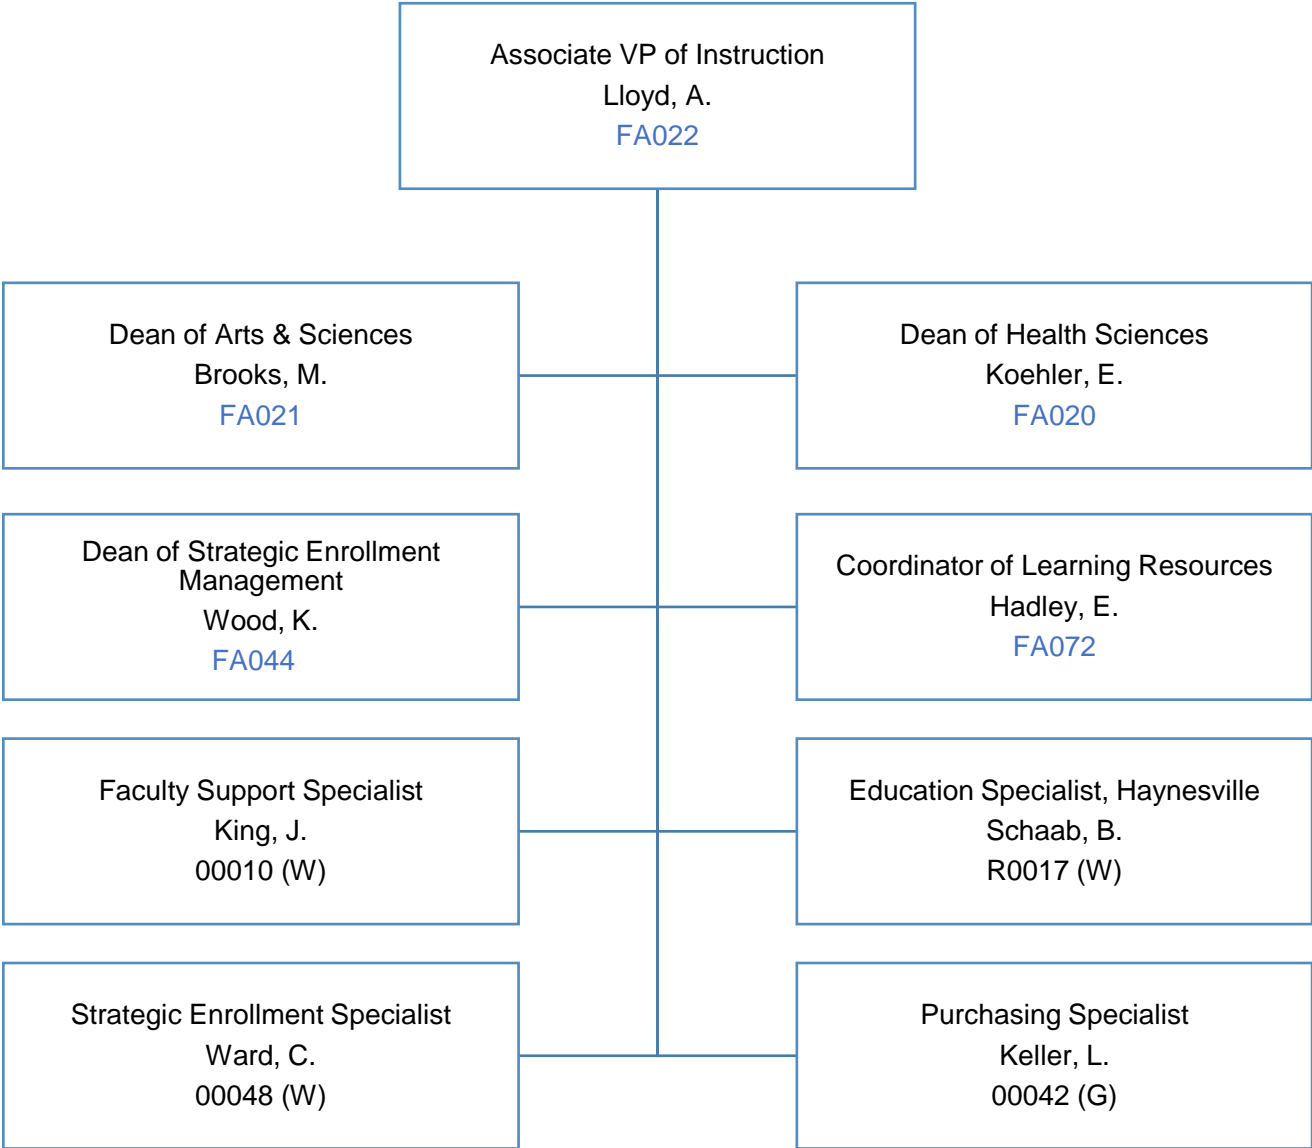 Associate VP of Instruction
Lloyd, A.
FA022
Dean of Arts & Sciences
Brooks, M.
FA021
Dean of Health Sciences
Koehler, E.
FA020
Dean of Strategic Enrollment
Management
Wood, K.
FA044
Coordinator of Learning Resources
Hadley, E.
FA072
Faculty Support Specialist
King, J.
00010 (W)
Education Specialist, Haynesville
Schaab, B.
R0017 (W)
Strategic Enrollment Specialist
Ward, C.
00048 (W)
Purchasing Specialist
Keller, L.
00042 (G)